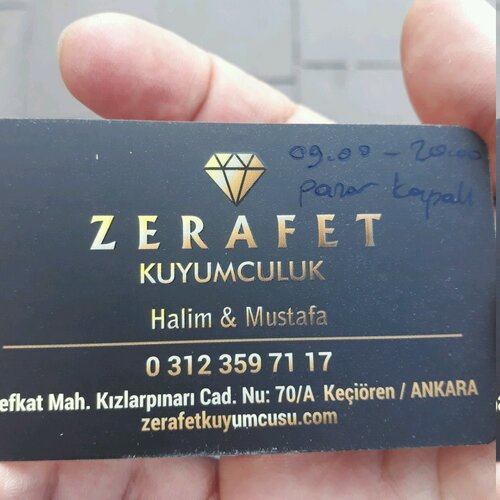 09.00 - 20.00
pazar kapalı
ZERAFET
KUYUMCULUK
Halim & Mustafa
0 312 359 71 17
efkat Mah. Kızlarpınarı Cad. Nu: 70/A Keçiören / ANKARA
zerafetkuyumcusu.com